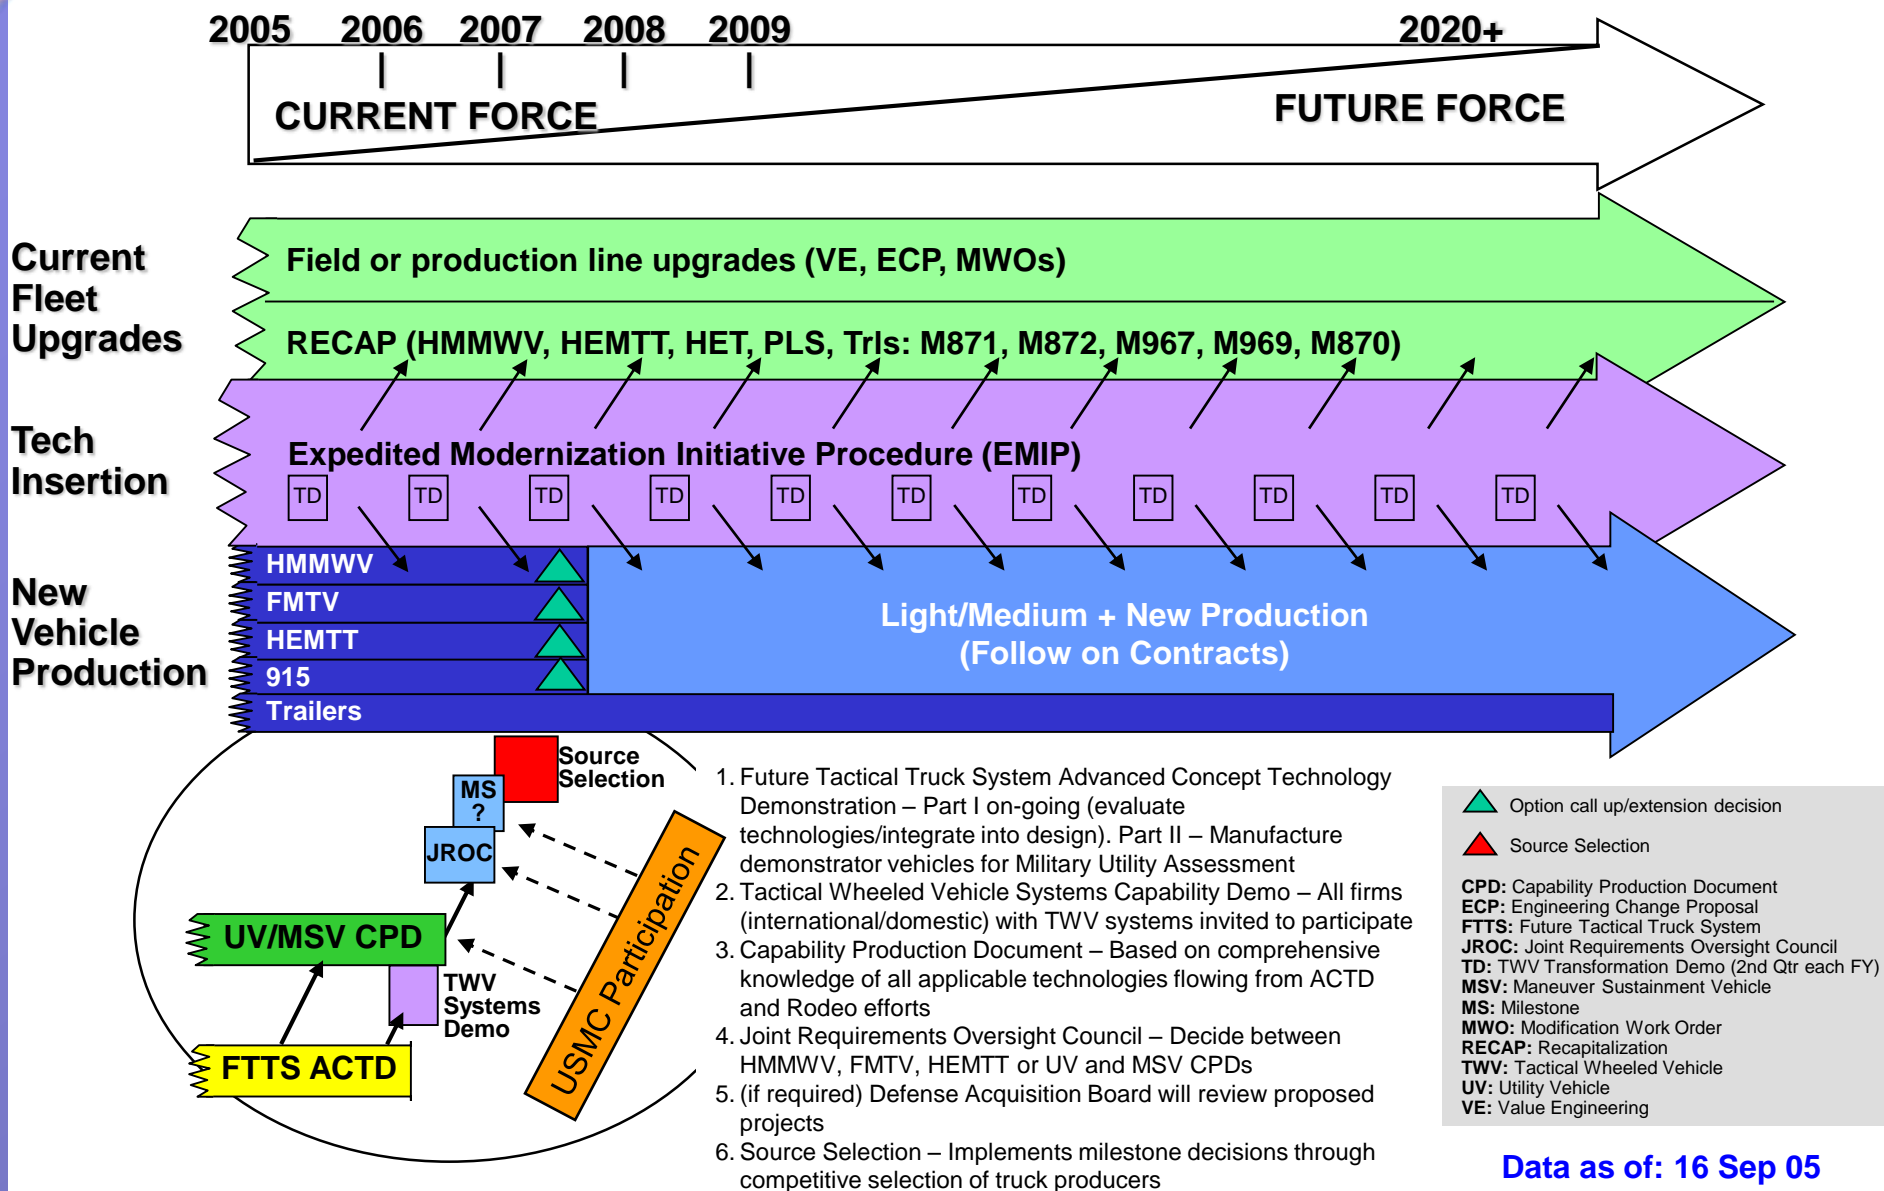 2005 2006 2007 2008 2009 2020+
CURRENT FORCE
FUTURE FORCE
Current
Fleet
Upgrades
Field or production line upgrades (VE, ECP, MWOs)
RECAP (HMMWV, HEMTT, HET, PLS, Trls: M871, M872, M967, M969, M870)
Tech
Insertion
Expedited Modernization Initiative Procedure (EMIP)
TD TD TD TD TD TD TD TD TD TD TD
New
Vehicle
Production
HMMWV
FMTV
HEMTT
915
Trailers
Light/Medium + New Production
(Follow on Contracts)
Source
Selection
MS
?
JROC
UV/MSV CPD
TWV
Systems
Demo
FTTS ACTD
USMC Participation
1. Future Tactical Truck System Advanced Concept Technology
Demonstration – Part I on-going (evaluate
technologies/integrate into design). Part II – Manufacture
demonstrator vehicles for Military Utility Assessment
2. Tactical Wheeled Vehicle Systems Capability Demo – All firms
(international/domestic) with TWV systems invited to participate
3. Capability Production Document – Based on comprehensive
knowledge of all applicable technologies flowing from ACTD
and Rodeo efforts
4. Joint Requirements Oversight Council – Decide between
HMMWV, FMTV, HEMTT or UV and MSV CPDs
5. (if required) Defense Acquisition Board will review proposed
projects
6. Source Selection – Implements milestone decisions through
competitive selection of truck producers
Option call up/extension decision
Source Selection
CPD: Capability Production Document
ECP: Engineering Change Proposal
FTTS: Future Tactical Truck System
JROC: Joint Requirements Oversight Council
TD: TWV Transformation Demo (2nd Qtr each FY)
MSV: Maneuver Sustainment Vehicle
MS: Milestone
MWO: Modification Work Order
RECAP: Recapitalization
TWV: Tactical Wheeled Vehicle
UV: Utility Vehicle
VE: Value Engineering
Data as of: 16 Sep 05